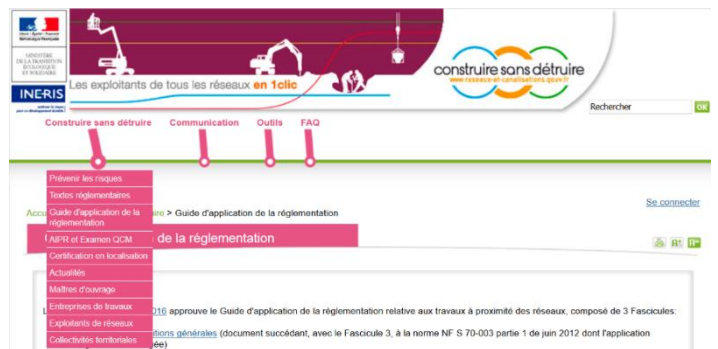 MINISTÈRE
DE LA TRANSITION
ÉCOLOGIQUE
ET SOLIDAIRE
INERIS
Les exploitants de tous les réseaux en 1clic
construire sans détruire
www.reseaux-et-canalisations.gouv.fr
Rechercher
OK
Construire sans détruire Communication Outils FAQ
Prévenir les risques
Textes réglementaires
Guide d'application de la
réglementation
AIPR et Examen QCM
Certification en localisation
Actualités
Maîtres d'ouvrage
Entreprises de travaux
Exploitants de réseaux
Collectivités territoriales
Se connecter
Accu ire > Guide d'application de la réglementation
de la réglementation
L 016 approuve le Guide d'application de la réglementation relative aux travaux à proximité des réseaux, composé de 3 Fascicules:
tions générales (document succédant, avec le Fascicule 3, à la norme NF S 70-003 partie 1 de juin 2012 dont l'application
ée)